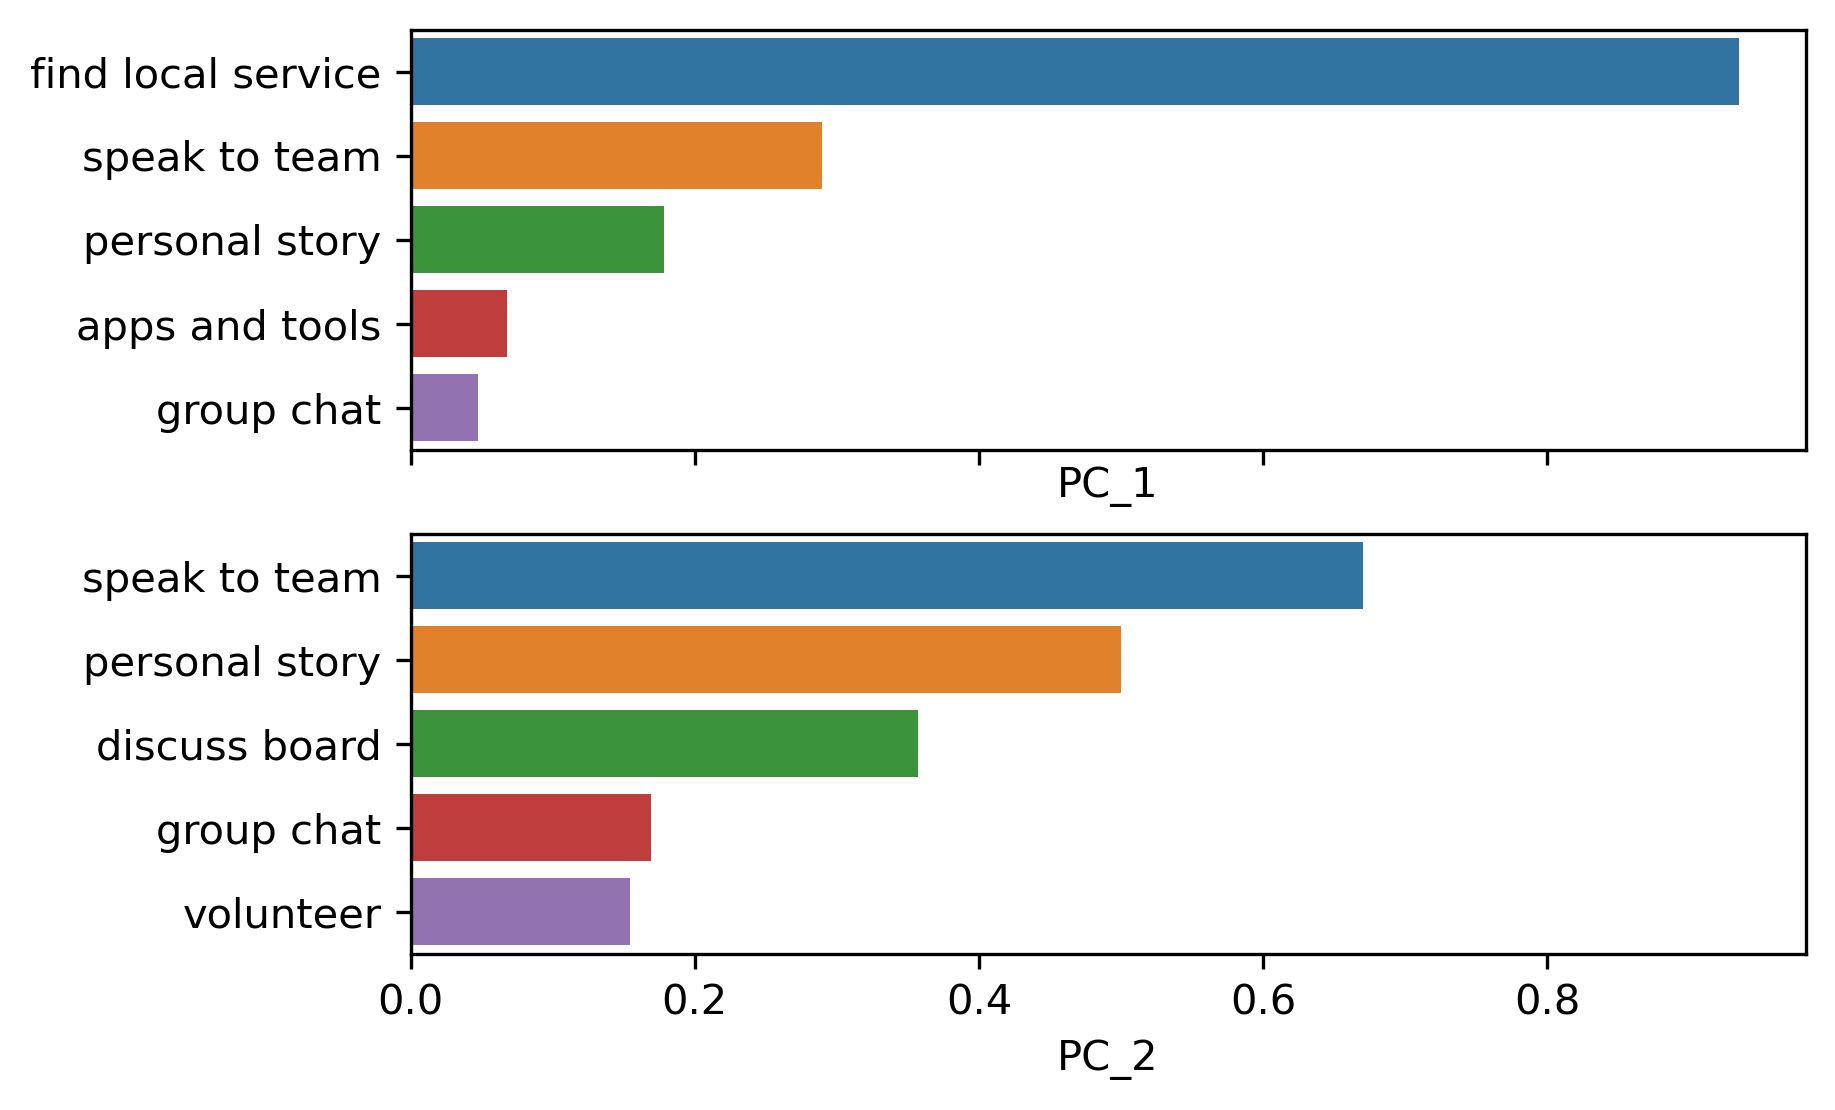 find local service
speak to team
personal story
apps and tools
group chat
PC_1
speak to team
personal story
discuss board
group chat
volunteer
0.0 0.2 0.4 0.6 0.8
PC_2